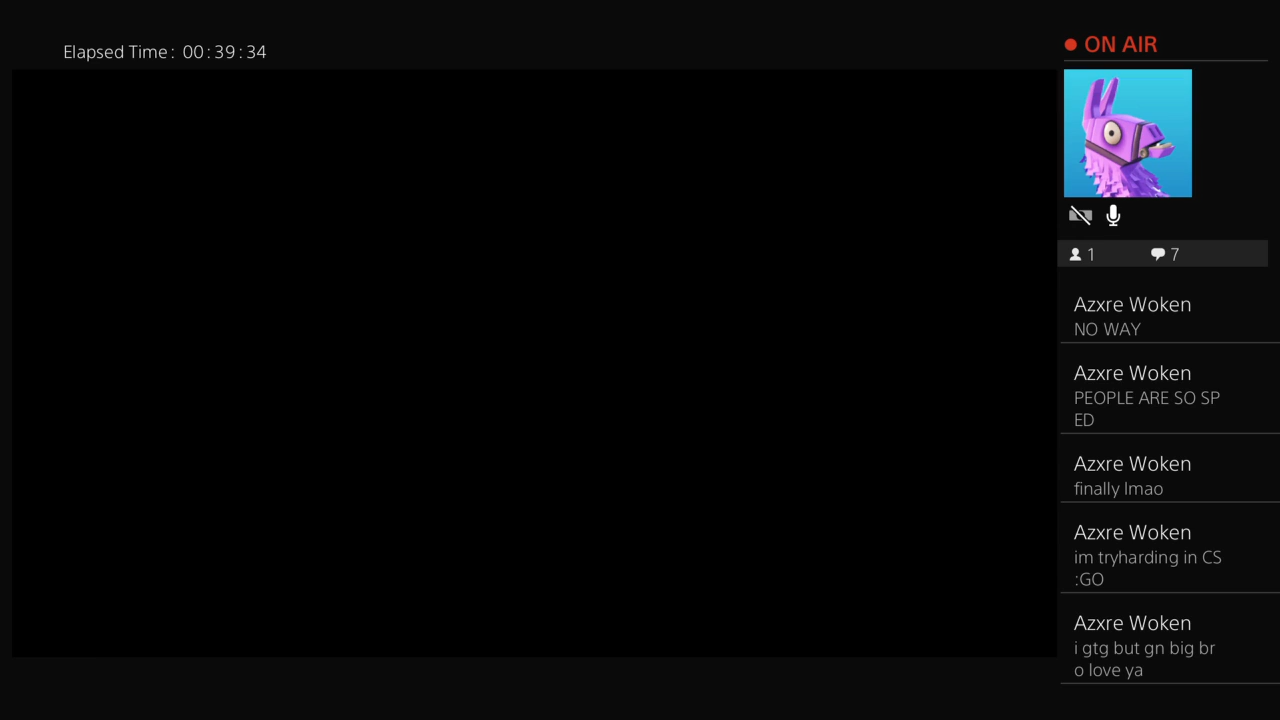 Elapsed Time: 00:39:34
ON AIR
1 7
Azxre Woken
NO WAY
Azxre Woken
PEOPLE ARE SO SP
ED
Azxre Woken
finally lmao
Azxre Woken
im tryharding in CS
:GO
Azxre Woken
i gtg but gn big br
o love ya